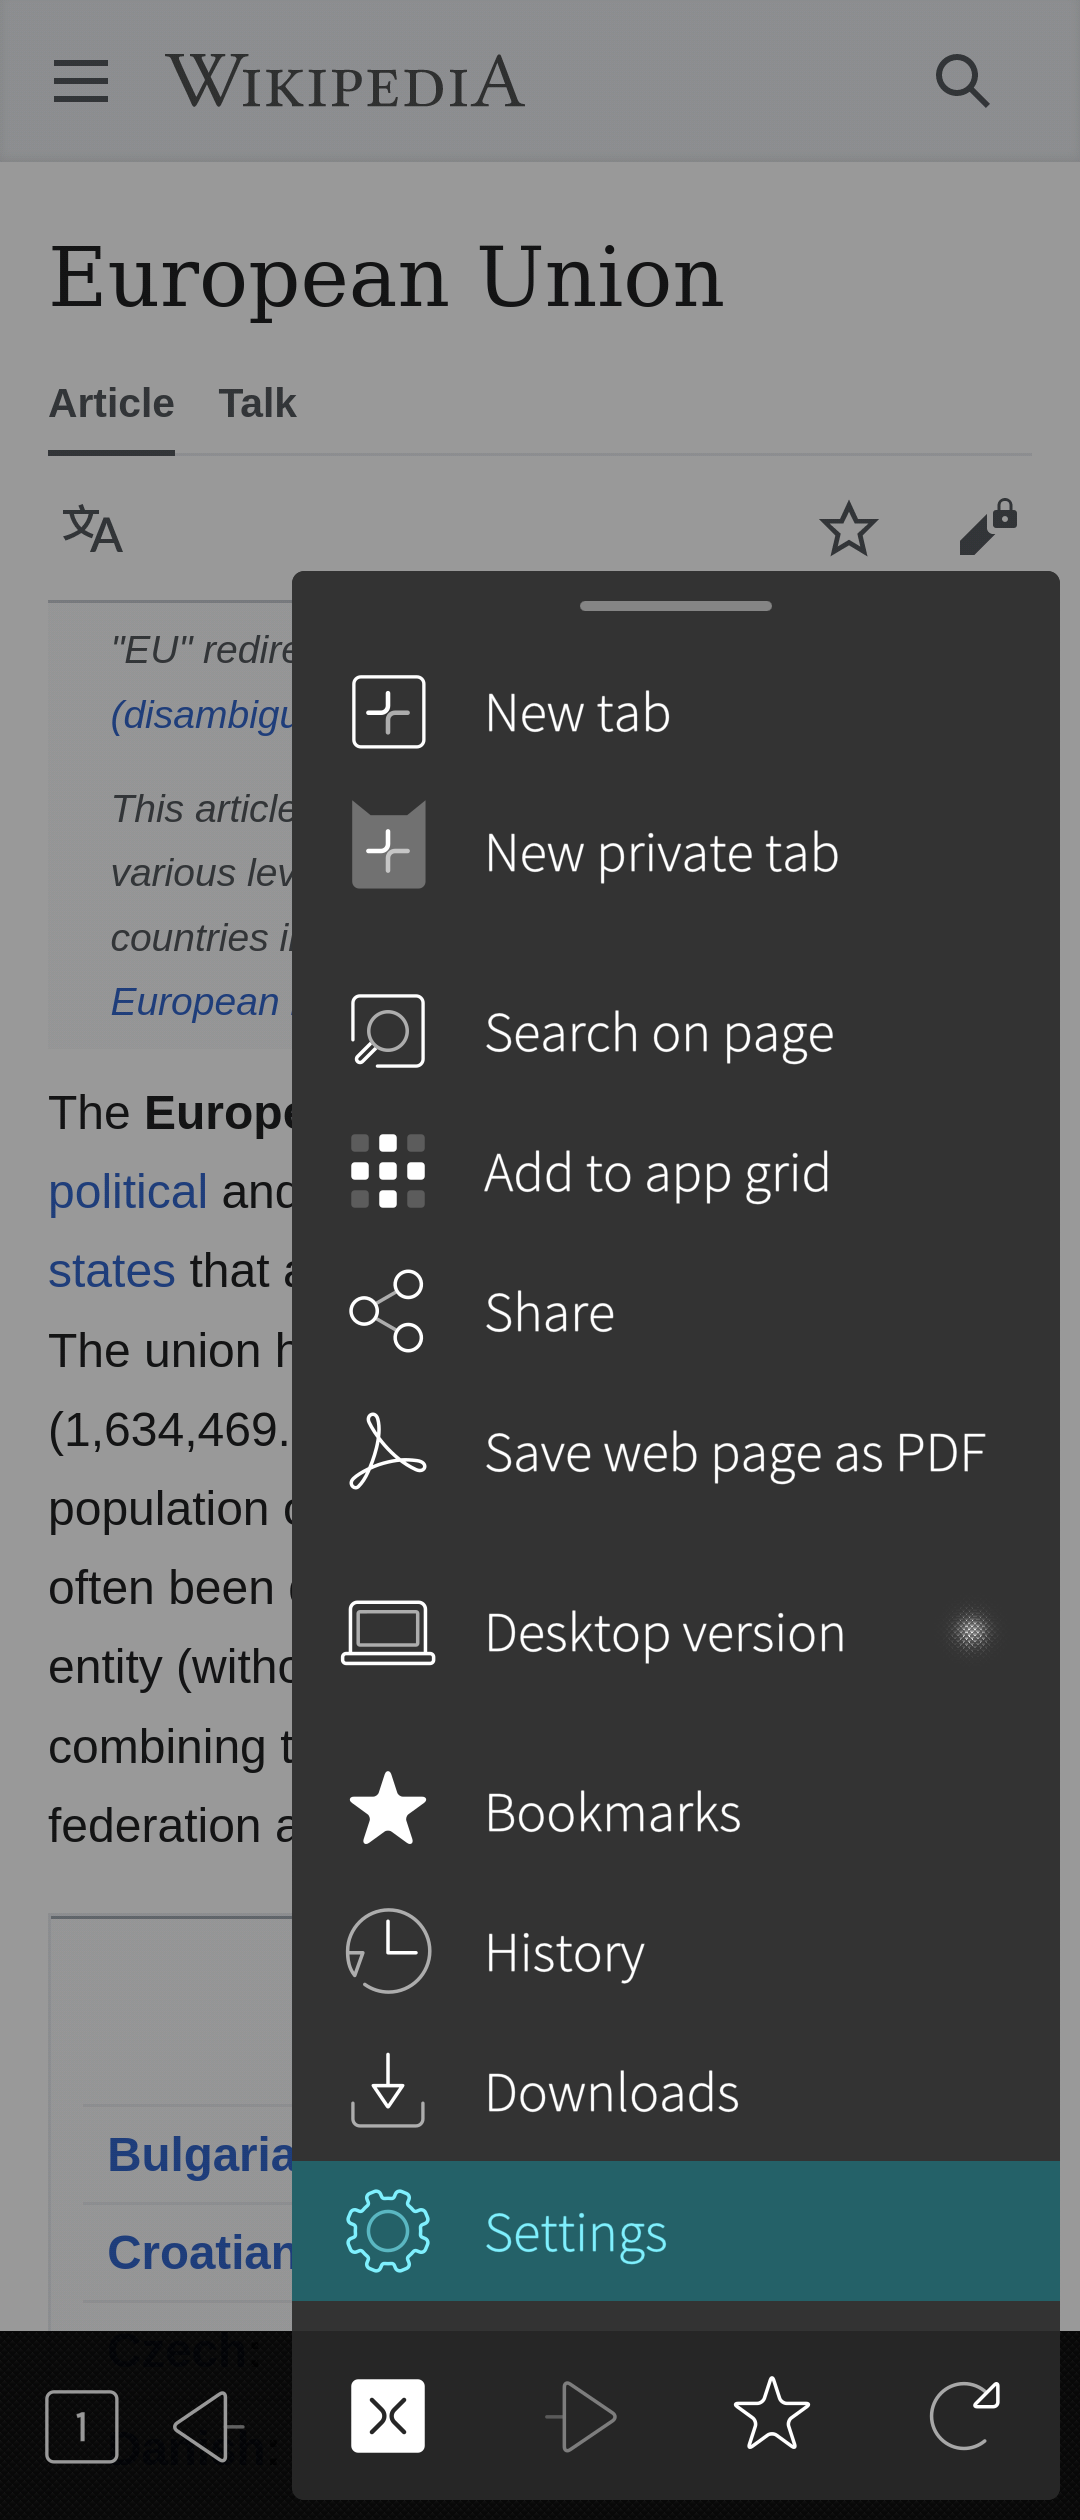 WIKIPEDIA
European Union
Article Talk
文A
"EU" redire
(disambigu
This article
various lev
countries i
European
The Europe
political and
states that a
The union h
(1,634,469.
population
often been
entity (witho
combining t
federation a
Bulgaria
Croatian
Czech:
New tab
New private tab
Search on page
Add to app grid
Share
Save web page as PDF
Desktop version
Bookmarks
History
Downloads
Settings
1